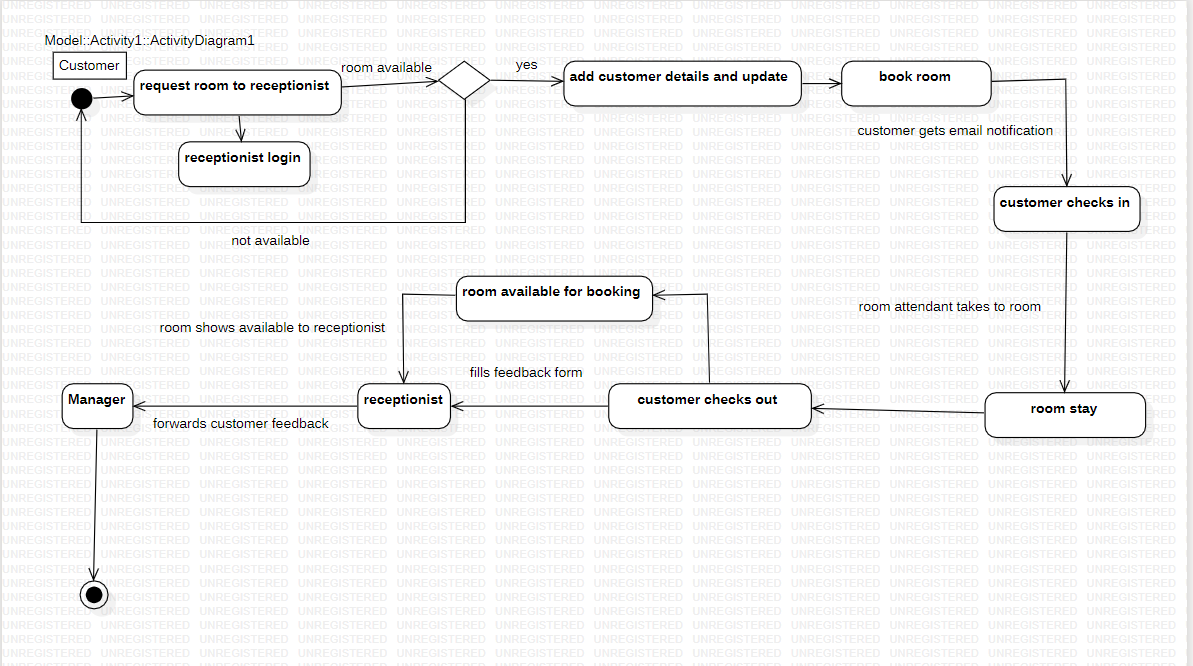 Model::Activity1::ActivityDiagram1
Customer
request room to receptionist
room available
yes
add customer details and update
book room
customer gets email notification
receptionist login
customer checks in
not available
room available for booking
room attendant takes to room
room shows available to receptionist
fills feedback form
Manager
receptionist
customer checks out
room stay
forwards customer feedback
UNREGISTERED